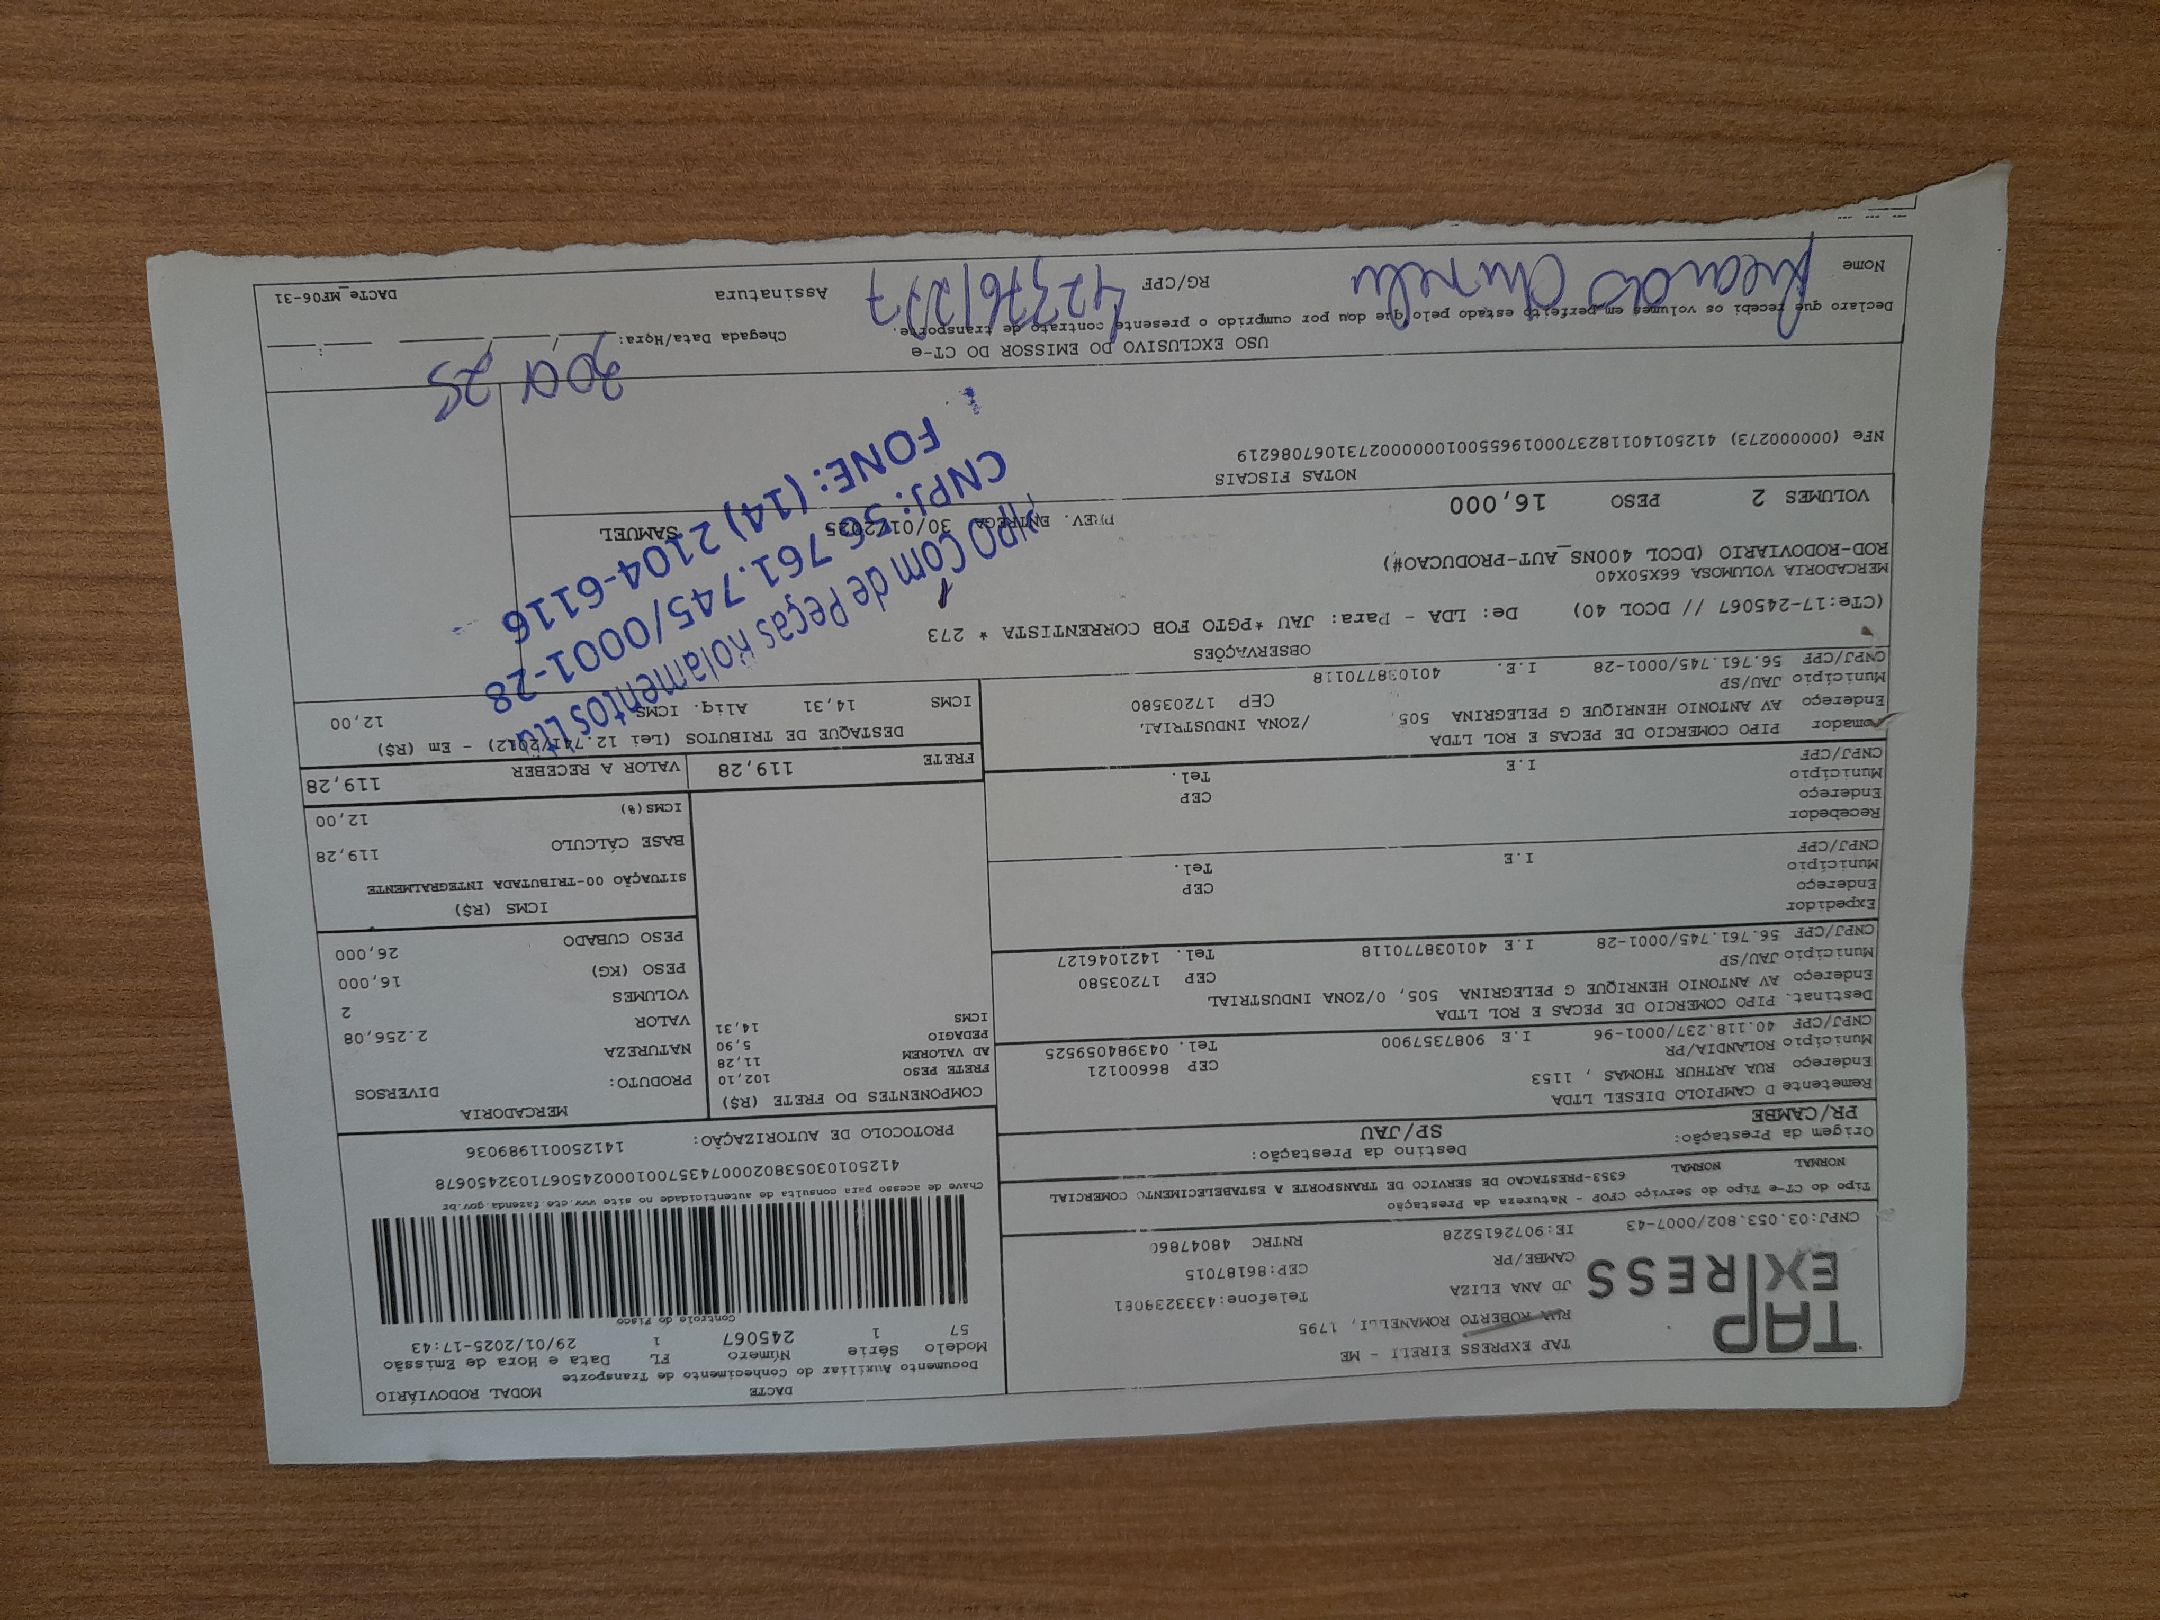 TAP
EXPRESS
TAP EXPRESS EIRELI - ME
RUA ROBERTO ROMANELLI, 1795
JD ANA ELIZA Telefone:4333239081
CAMBE/PR CEP:86187015
CNPJ:03.053.802/0007-43 IE:9072615228 RNTRC 48047860
DACTE MODAL RODOVIÁRIO
Documento Auxiliar do Conhecimento de Transporte
Modelo Série Número FL Data e Hora de Emissão
57 1 245067 1 29/01/2025-17:43
Controle do Fisco
Chave de acesso para consulta de autenticidade no site www.cte.fazenda.gov.br
41250103053802000743570010002450671032450678
PROTOCOLO DE AUTORIZAÇÃO: 141250011989036
Tipo do CT-e Tipo do Serviço CFOP - Natureza da Prestação
NORMAL NORMAL 6353-PRESTACAO DE SERVICO DE TRANSPORTE A ESTABELECIMENTO COMERCIAL
Origem da Prestação: Destino da Prestação:
PR/CAMBE SP/JAU
Remetente D CAMPIOLO DIESEL LTDA
Endereço RUA ARTHUR THOMAS , 1153
Município ROLANDIA/PR CEP 86600121
CNPJ/CPF 40.118.237/0001-96 I.E 9087357900 Tel. 043984059525
Destinat. PIPO COMERCIO DE PECAS E ROL LTDA
Endereço AV ANTONIO HENRIQUE G PELEGRINA 505, 0/ZONA INDUSTRIAL
Município JAU/SP CEP 17203580
CNPJ/CPF 56.761.745/0001-28 I.E 401038770118 Tel. 1421046127
Expedidor
Endereço
Município CEP
CNPJ/CPF I.E Tel.
Recebedor
Endereço
Município CEP
CNPJ/CPF I.E Tel.
Tomador PIPO COMERCIO DE PECAS E ROL LTDA
Endereço AV ANTONIO HENRIQUE G PELEGRINA 505, /ZONA INDUSTRIAL
Município JAU/SP CEP 17203580
CNPJ/CPF 56.761.745/0001-28 I.E. 401038770118
COMPONENTES DO FRETE (R$)
FRETE PESO 102,10
AD VALOREM 11,28
PEDAGIO 5,90
ICMS 14,31
MERCADORIA
PRODUTO: DIVERSOS
NATUREZA
VALOR 2.256,08
VOLUMES 2
PESO (KG) 16,000
PESO CUBADO 26,000
ICMS (R$)
SITUAÇÃO 00-TRIBUTADA INTEGRALMENTE
BASE CÁLCULO 119,28
ICMS(%) 12,00
FRETE 119,28 VALOR A RECEBER 119,28
DESTAQUE DE TRIBUTOS (Lei 12.741/2012) - Em (R$)
ICMS 14,31 Aliq. ICMS 12,00
OBSERVAÇÕES
(CTe:17-245067 // DCOL 40) De: LDA - Para: JAU *PGTO FOB CORRENTISTA * 273
MERCADORIA VOLUMOSA 66X50X40
ROD-RODOVIARIO (DCOL 400NS_AUT-PRODUCAO#)
VOLUMES 2 PESO 16,000 PREV. ENTREGA 30/01/2025 SAMUEL
PIPO Com de Peças Rolamentos Ltda
CNPJ: 56.761.745/0001-28
FONE: (14) 2104-6116
NOTAS FISCAIS
NFe (00000273) 41250140118237000196550010000002731067086219
USO EXCLUSIVO DO EMISSOR DO CT-e
Declaro que recebi os volumes em perfeito estado pelo que dou por cumprido o presente contrato de transporte.
Chegada Data/Hora: 30 01 25
Nome Ricardo RG/CPF Assinatura
DACTe_MF06-31